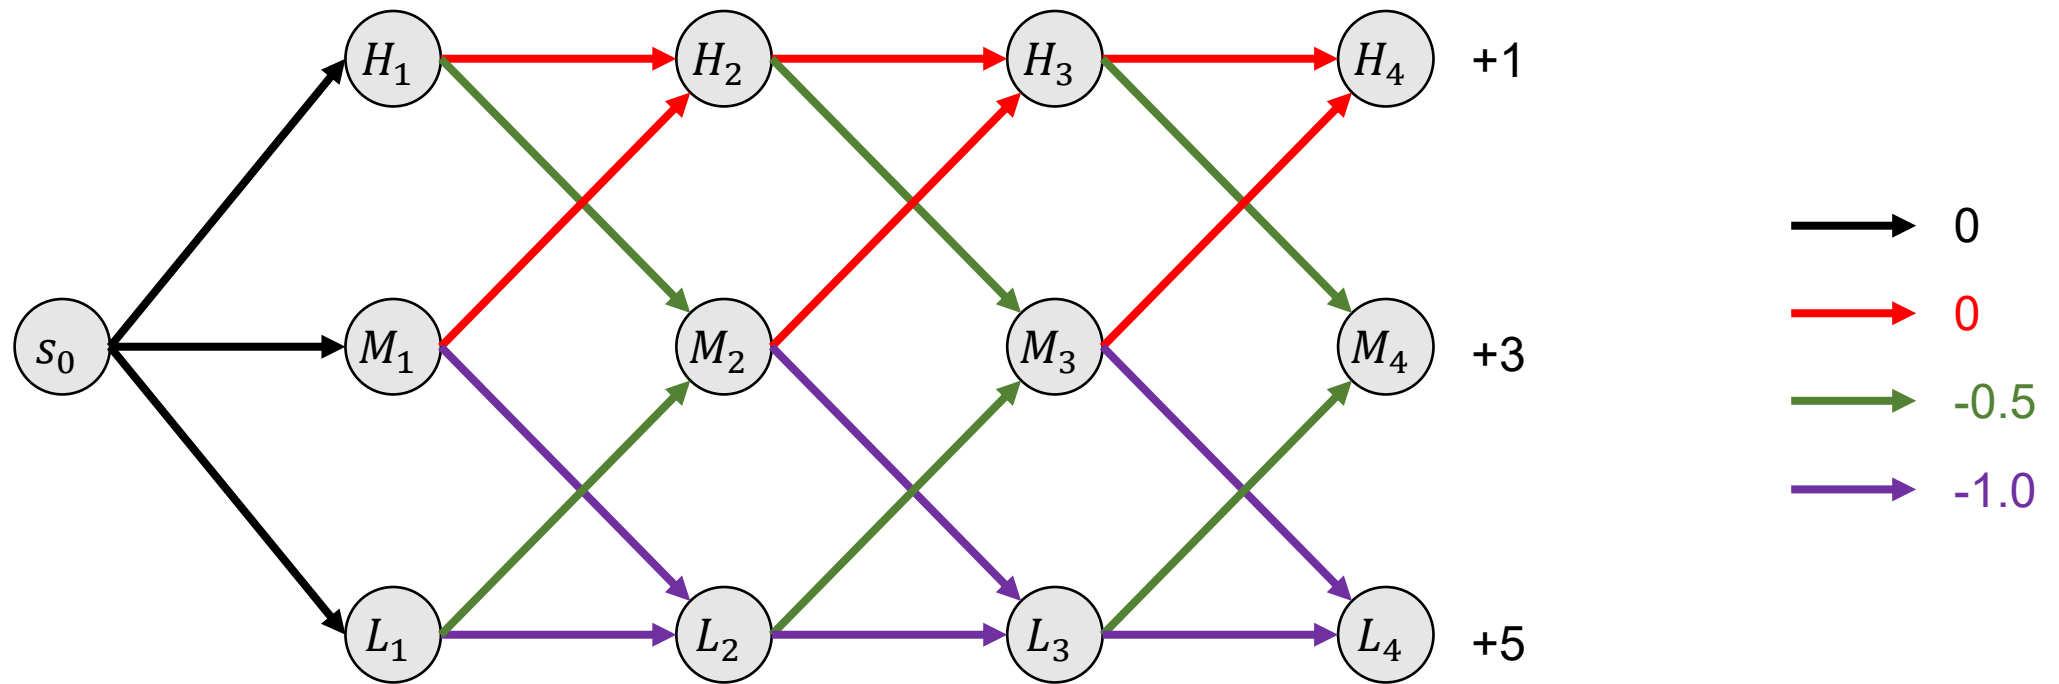 H₁ H₂ H₃ H₄ +1
0
0
s₀ M₁ M₂ M₃ M₄ +3
-0.5
-1.0
L₁ L₂ L₃ L₄ +5